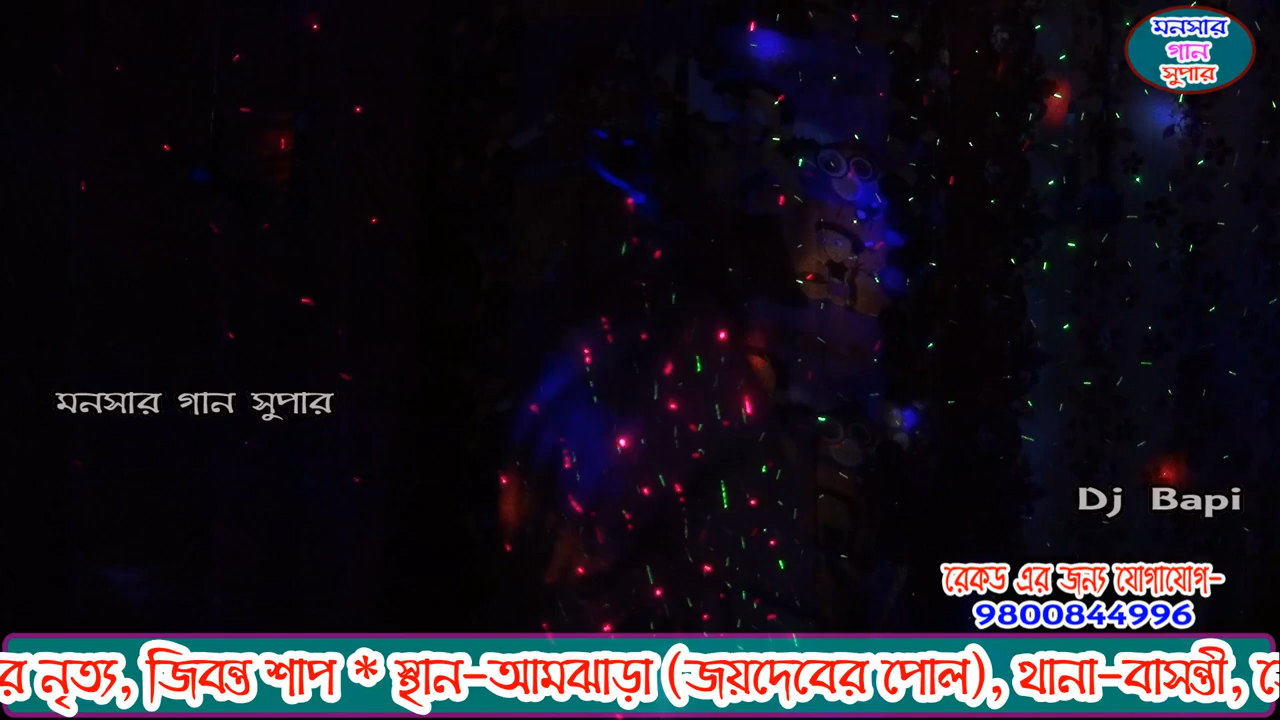 মনসার
গান
সুপার
মনসার গান সুপার
Dj Bapi
রেকড এর জন্য যোগাযোগ-
9800844996
র নৃত্য, জিবন্ত শাপ * স্থান-আমঝাড়া (জয়দেবের পোল), থানা-বাসন্তী,